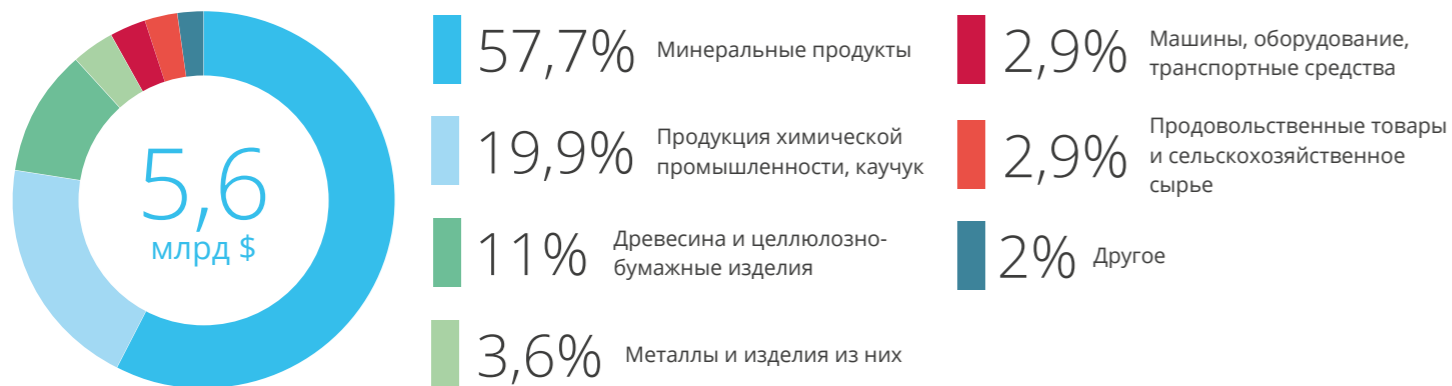 5,6
млрд $
57,7%
Минеральные продукты
19,9%
Продукция химической
промышленности, каучук
11%
Древесина и целлюлозно-
бумажные изделия
3,6%
Металлы и изделия из них
2,9%
Машины, оборудование,
транспортные средства
2,9%
Продовольственные товары
и сельскохозяйственное
сырье
2%
Другое